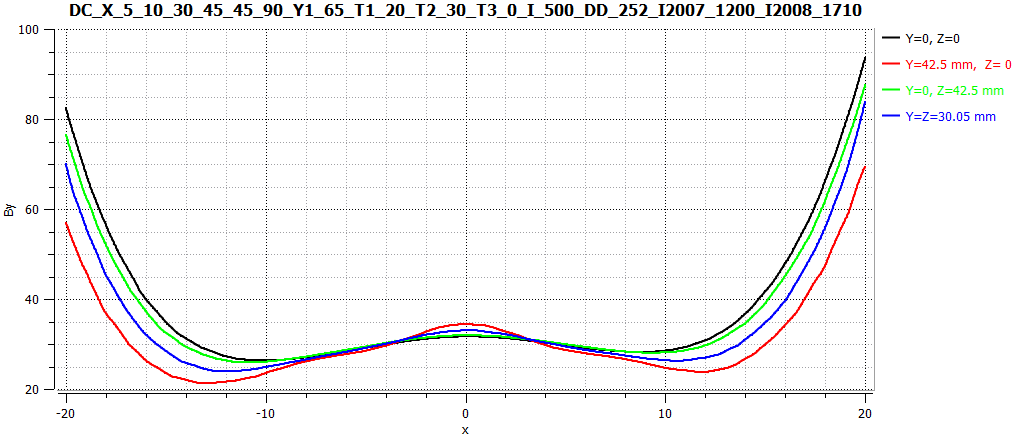 DC_X_5_10_30_45_45_90_Y1_65_T1_20_T2_30_T3_0_I_500_DD_252_I2007_1200_I2008_1710
100
80
60
40
20
By
-20
-10
0
10
20
x
Y=0, Z=0
Y=42.5 mm, Z= 0
Y=0, Z=42.5 mm
Y=Z=30.05 mm